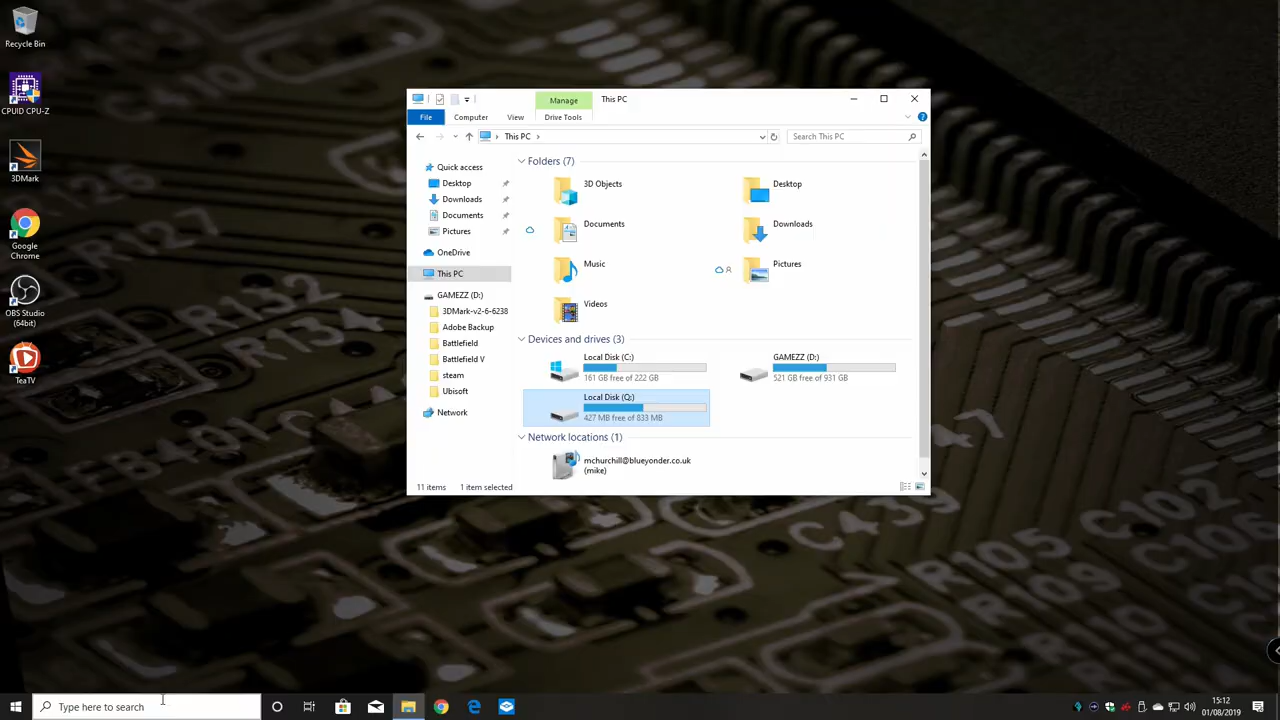 Recycle Bin
CPUID CPU-Z
3DMark
Google
Chrome
OBS Studio
(64bit)
TeaTV
Manage
This PC
File
Computer
View
Drive Tools
This PC
Search This PC
Quick access
Desktop
Downloads
Documents
Pictures
OneDrive
This PC
GAMEZZ (D:)
3DMark-v2-6-6238
Adobe Backup
Battlefield
Battlefield V
steam
Ubisoft
Network
Folders (7)
3D Objects
Desktop
Documents
Downloads
Music
Pictures
Videos
Devices and drives (3)
Local Disk (C:)
161 GB free of 222 GB
GAMEZZ (D:)
521 GB free of 931 GB
Local Disk (Q:)
427 MB free of 833 MB
Network locations (1)
mchurchill@blueyonder.co.uk
(mike)
11 items
1 item selected
R432
C102
R105
R109
Type here to search
15:12
01/08/2019